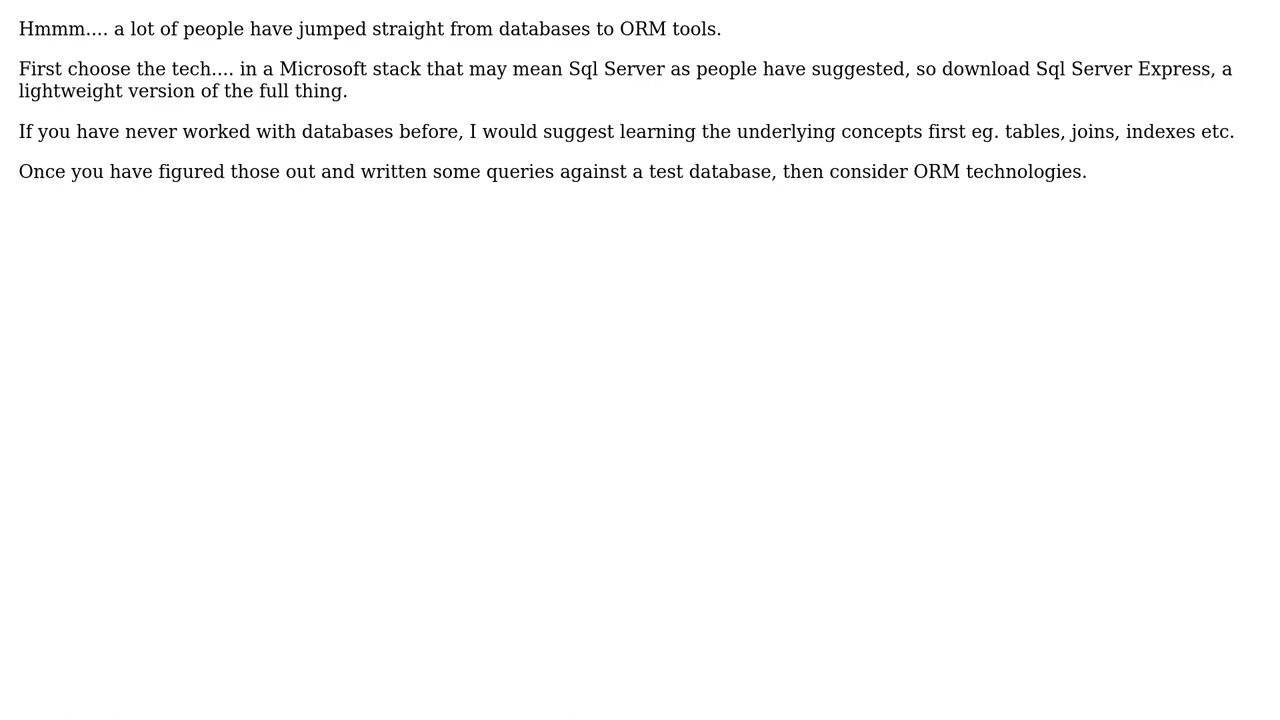 Hmmm.... a lot of people have jumped straight from databases to ORM tools.
First choose the tech.... in a Microsoft stack that may mean Sql Server as people have suggested, so download Sql Server Express, a
lightweight version of the full thing.
If you have never worked with databases before, I would suggest learning the underlying concepts first eg. tables, joins, indexes etc.
Once you have figured those out and written some queries against a test database, then consider ORM technologies.